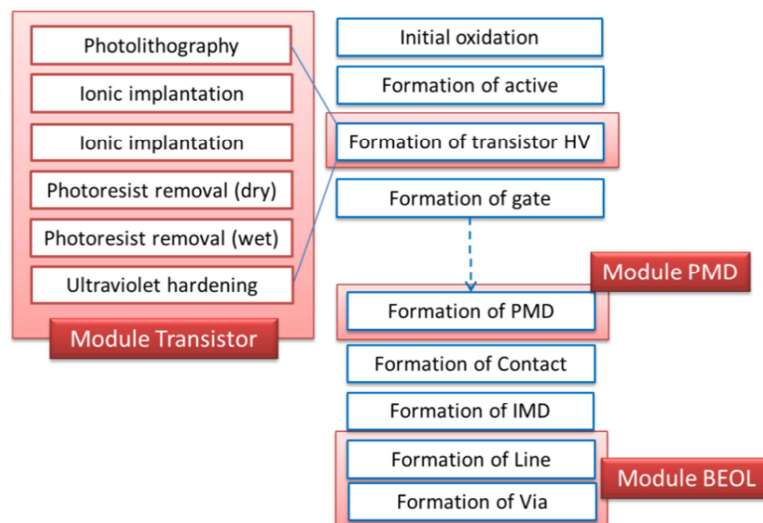 Photolithography
Ionic implantation
Ionic implantation
Photoresist removal (dry)
Photoresist removal (wet)
Ultraviolet hardening
Module Transistor
Initial oxidation
Formation of active
Formation of transistor HV
Formation of gate
Module PMD
Formation of PMD
Formation of Contact
Formation of IMD
Formation of Line
Module BEOL
Formation of Via